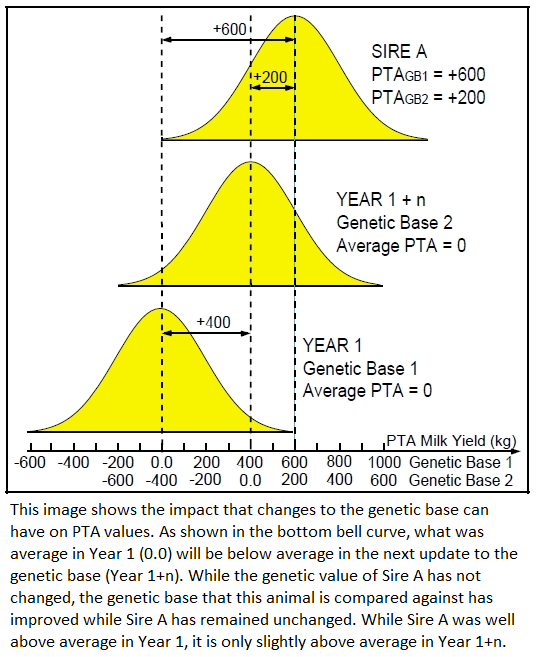 +600
SIRE A
PTAGB1 = +600
+200
PTAGB2 = +200
YEAR 1 + n
Genetic Base 2
Average PTA = 0
+400
YEAR 1
Genetic Base 1
Average PTA = 0
PTA Milk Yield (kg)
-600 -400 -200 0.0 200 400 600 800 1000 Genetic Base 1
-600 -400 -200 0.0 200 400 600 Genetic Base 2
This image shows the impact that changes to the genetic base can
have on PTA values. As shown in the bottom bell curve, what was
average in Year 1 (0.0) will be below average in the next update to the
genetic base (Year 1+n). While the genetic value of Sire A has not
changed, the genetic base that this animal is compared against has
improved while Sire A has remained unchanged. While Sire A was well
above average in Year 1, it is only slightly above average in Year 1+n.